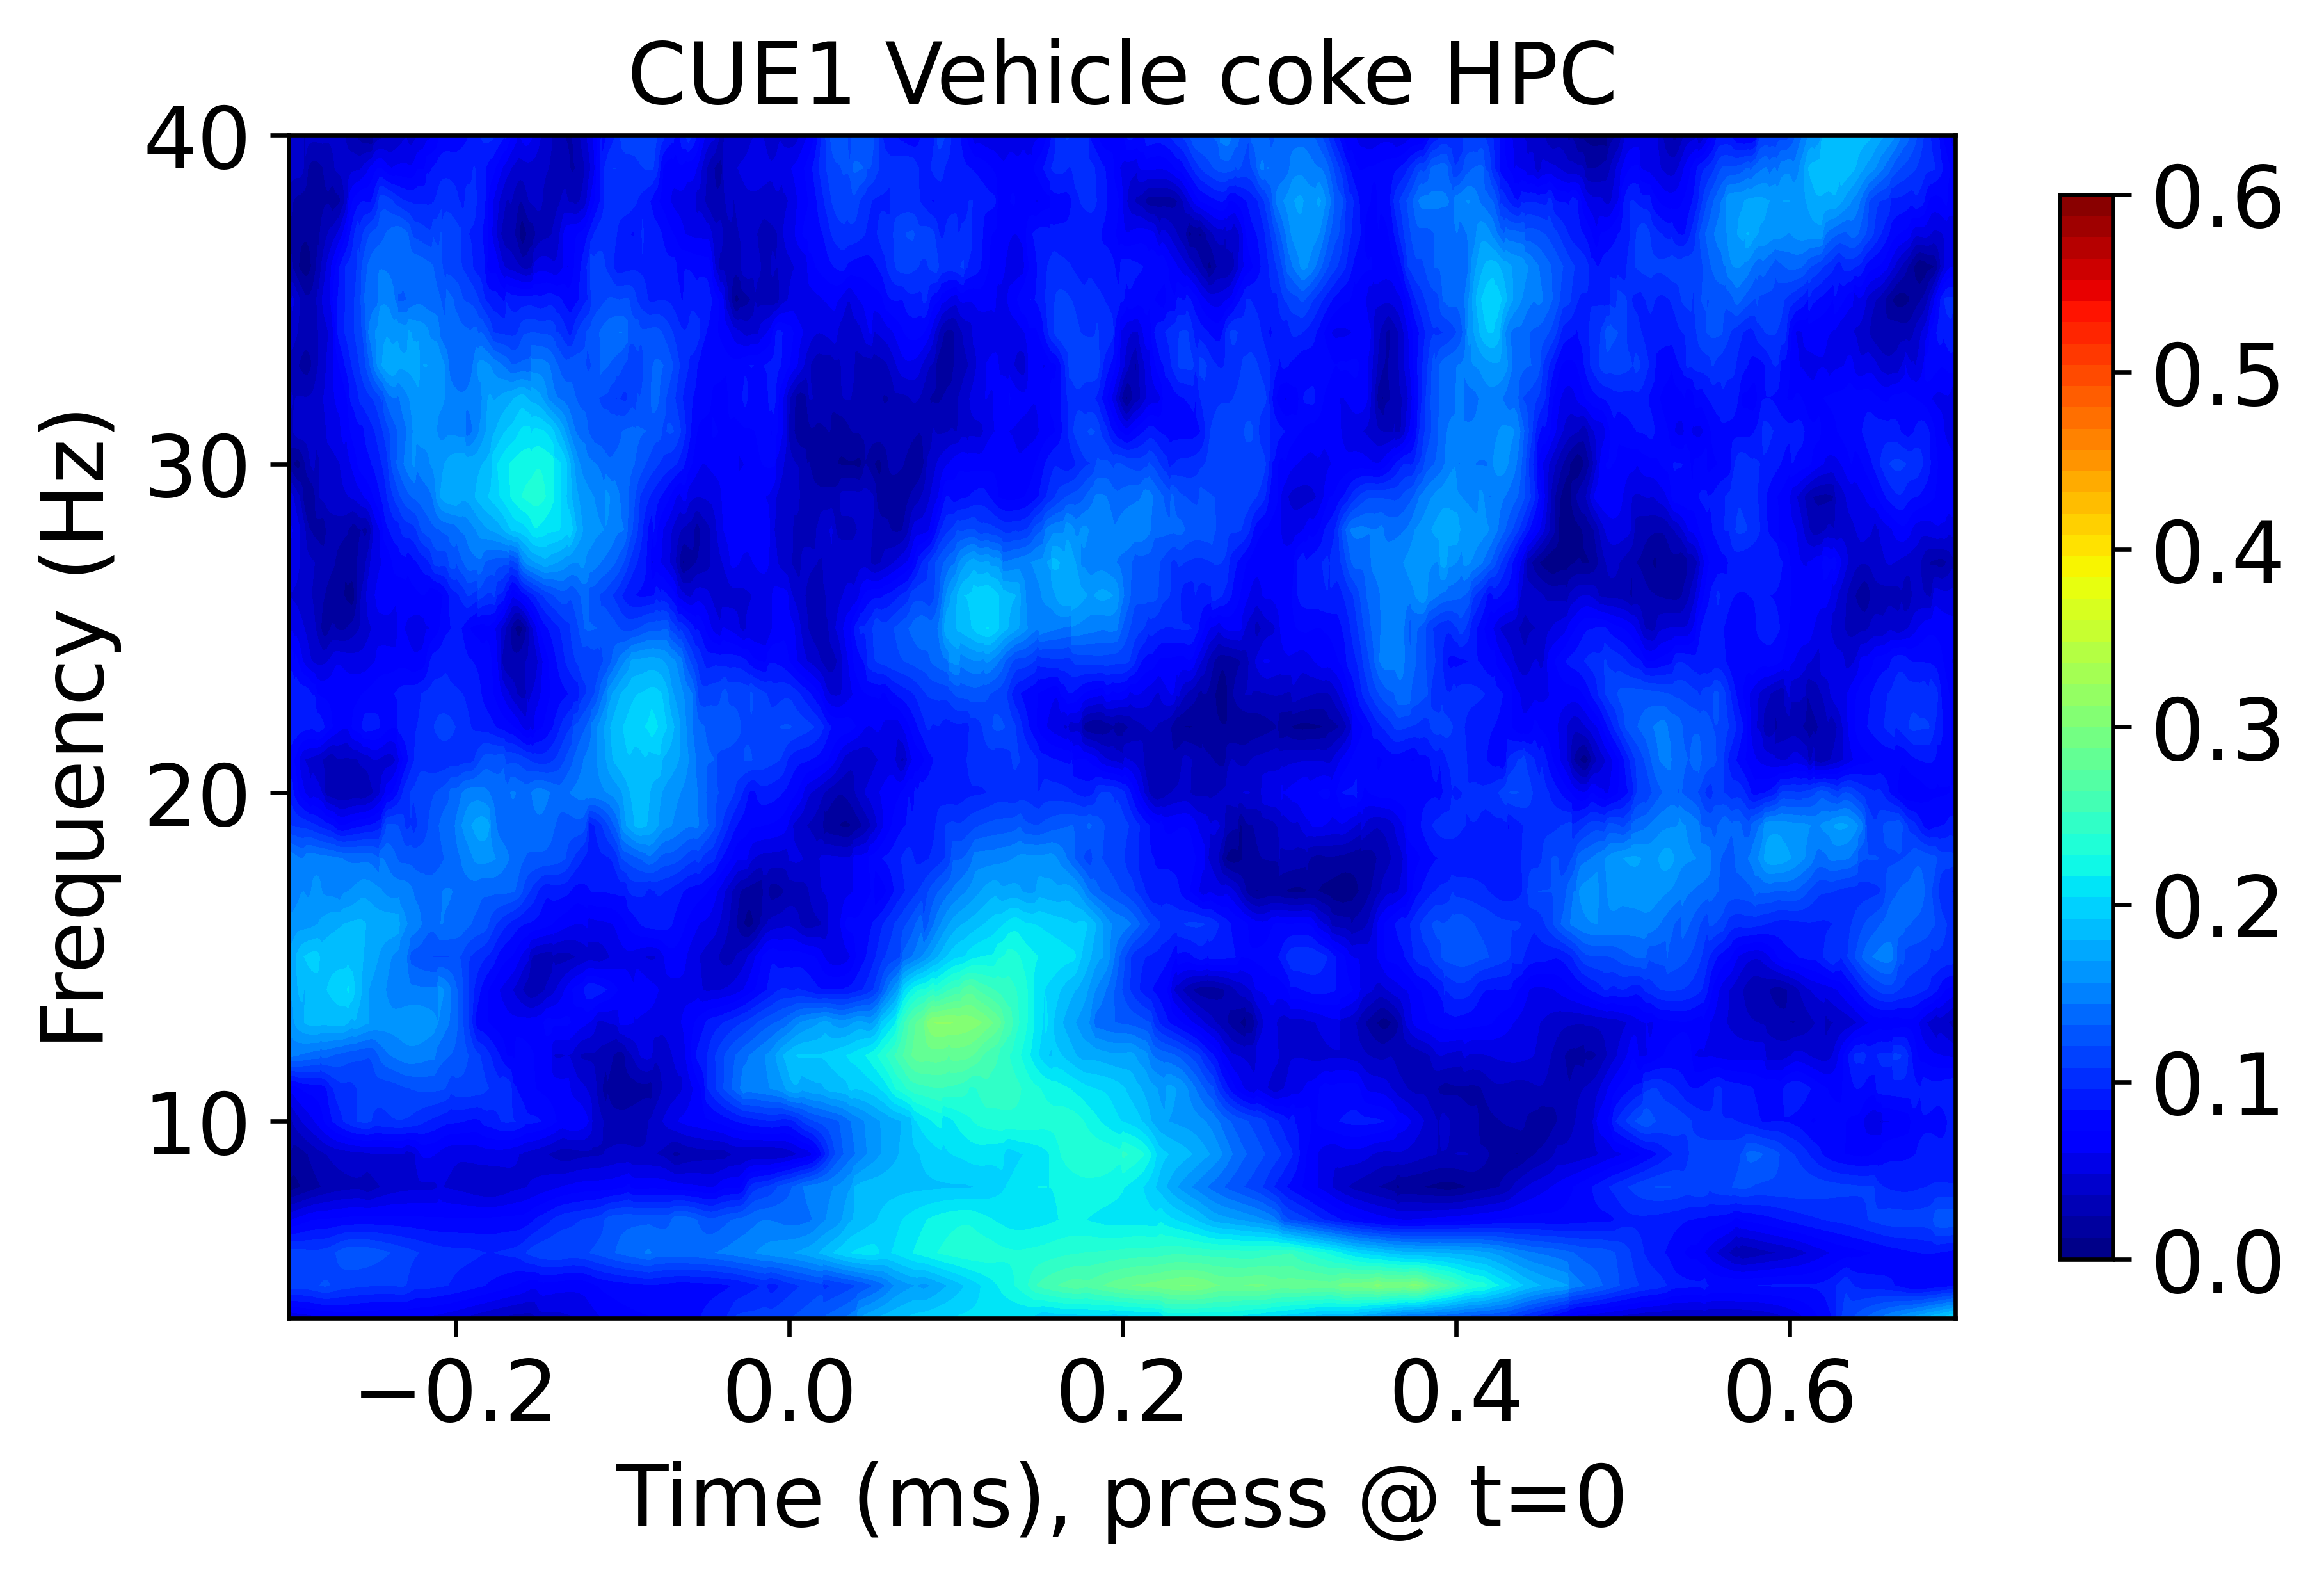 CUE1 Vehicle coke HPC
40
30
20
10
Frequency (Hz)
−0.2 0.0 0.2 0.4 0.6
Time (ms), press @ t=0
0.6
0.5
0.4
0.3
0.2
0.1
0.0